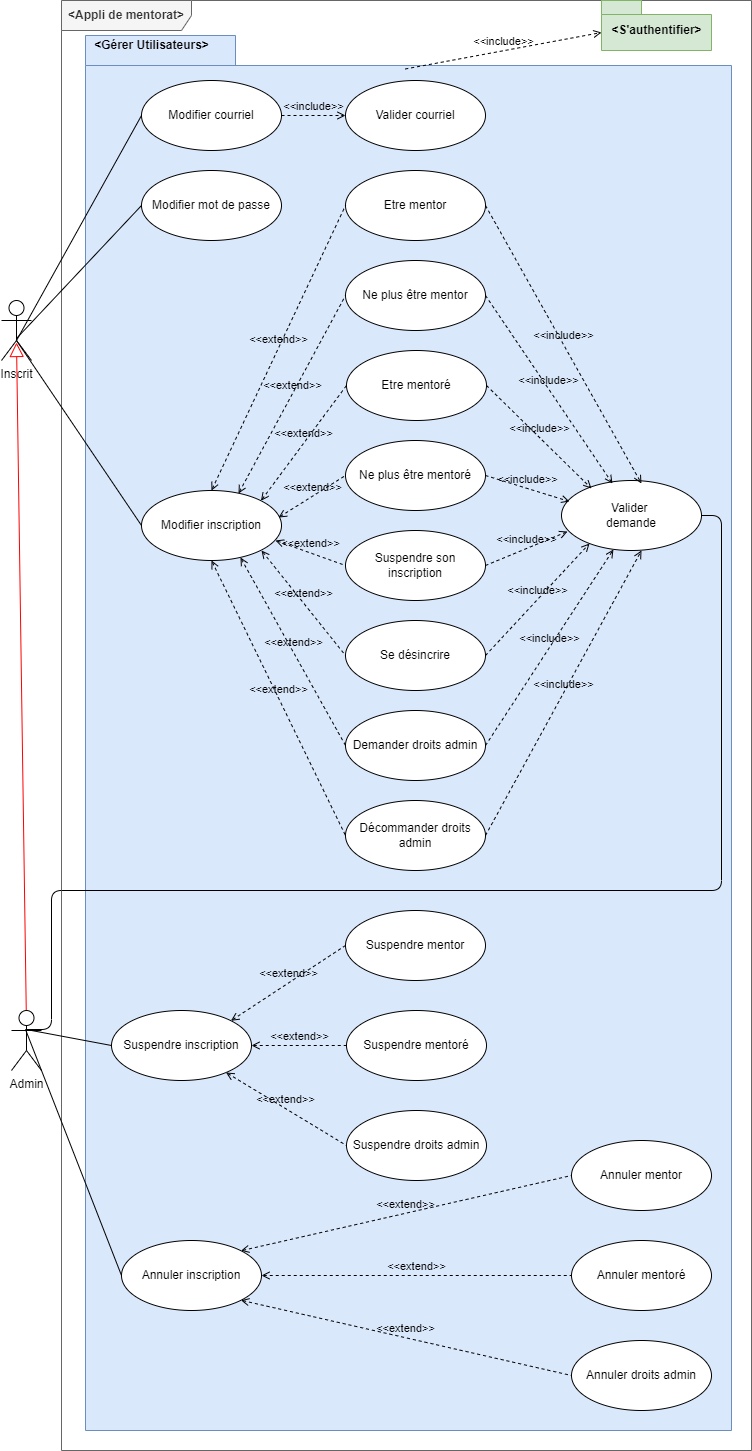 <Appli de mentorat>
<S'authentifier>
<Gérer Utilisateurs>
<<include>>
Modifier courriel
<<include>>
Valider courriel
Modifier mot de passe
Etre mentor
Ne plus être mentor
<<extend>>
<<include>>
Inscrit
Etre mentoré
<<extend>>
<<include>>
<<extend>>
<<include>>
Ne plus être mentoré
<<extend>>
<<include>>
Modifier inscription
Valider
demande
<<extend>>
<<include>>
Suspendre son
inscription
<<extend>>
<<include>>
Se désincrire
<<extend>>
<<include>>
<<extend>>
<<include>>
Demander droits admin
Décommander droits
admin
Suspendre mentor
<<extend>>
Suspendre inscription
<<extend>>
Suspendre mentoré
Admin
<<extend>>
Suspendre droits admin
Annuler mentor
<<extend>>
Annuler inscription
<<extend>>
Annuler mentoré
<<extend>>
Annuler droits admin